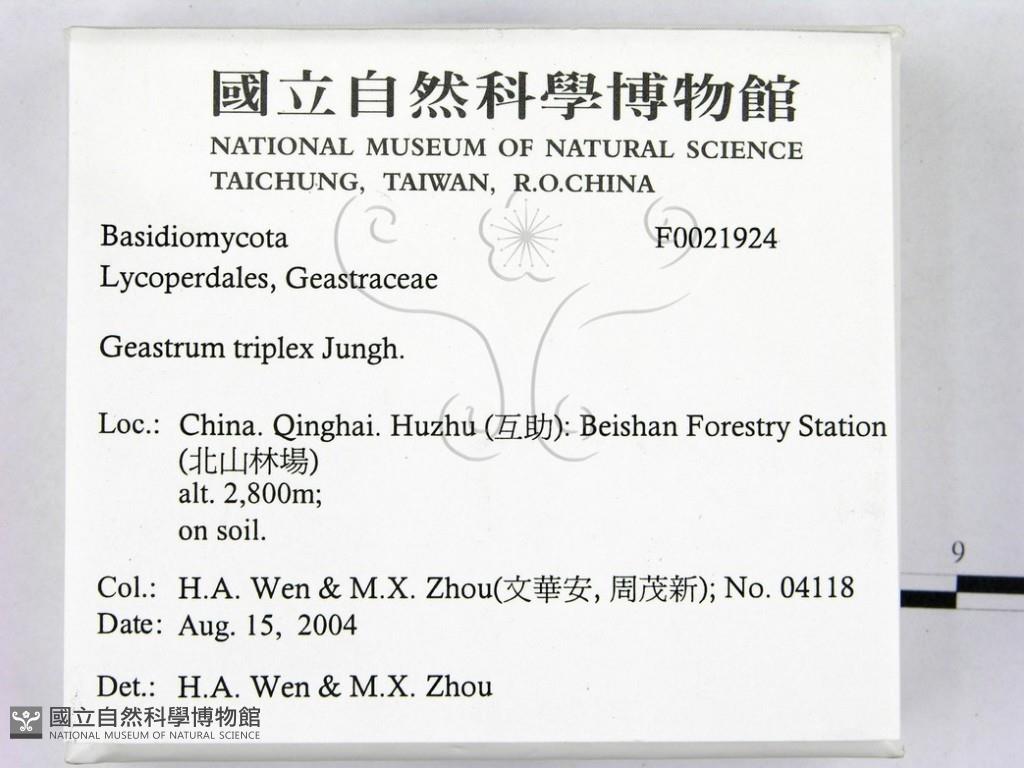 國立自然科學博物館
NATIONAL MUSEUM OF NATURAL SCIENCE
TAICHUNG, TAIWAN, R.O.CHINA
Basidiomycota F0021924
Lycoperdales, Geastraceae
Geastrum triplex Jungh.
Loc.: China. Qinghai. Huzhu (互助): Beishan Forestry Station
(北山林場)
alt. 2,800m;
on soil.
9
Col.: H.A. Wen & M.X. Zhou(文華安, 周茂新); No. 04118
Date: Aug. 15, 2004
Det.: H.A. Wen & M.X. Zhou
國立自然科學博物館
NATIONAL MUSEUM OF NATURAL SCIENCE